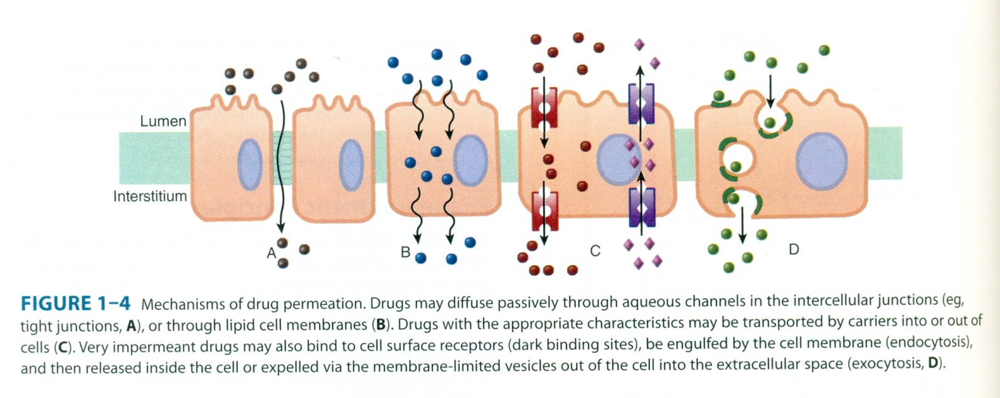 Lumen
Interstitium
A
B
C
D
FIGURE 1–4 Mechanisms of drug permeation. Drugs may diffuse passively through aqueous channels in the intercellular junctions (eg,
tight junctions, A), or through lipid cell membranes (B). Drugs with the appropriate characteristics may be transported by carriers into or out of
cells (C). Very impermeant drugs may also bind to cell surface receptors (dark binding sites), be engulfed by the cell membrane (endocytosis),
and then released inside the cell or expelled via the membrane-limited vesicles out of the cell into the extracellular space (exocytosis, D).